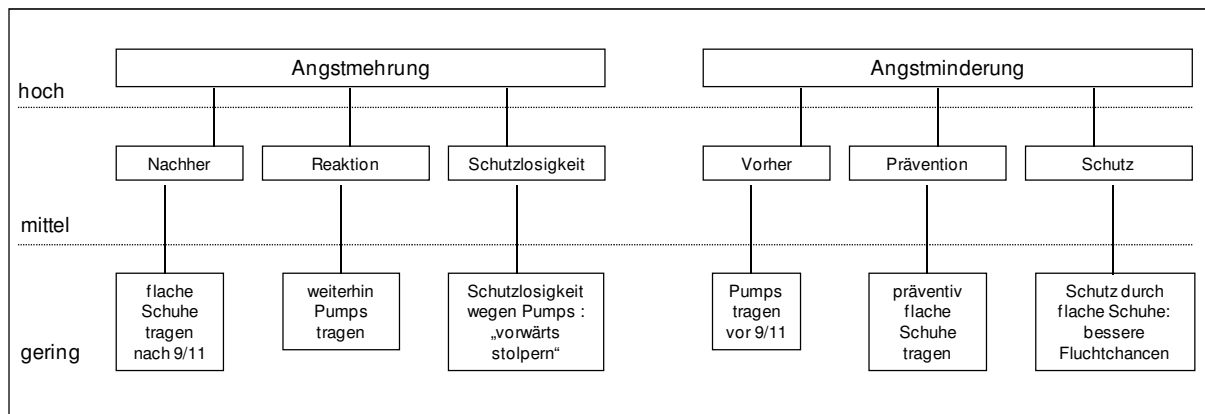 Angstmehrung
Angstminderung
hoch
Nachher
Reaktion
Schutzlosigkeit
Vorher
Prävention
Schutz
mittel
flache
Schuhe
tragen
nach 9/11
weiterhin
Pumps
tragen
Schutzlosigkeit
wegen Pumps :
„vorwärts
stolpern“
Pumps
tragen
vor 9/11
präventiv
flache
Schuhe
tragen
Schutz durch
flache Schuhe:
bessere
Fluchtchancen
gering